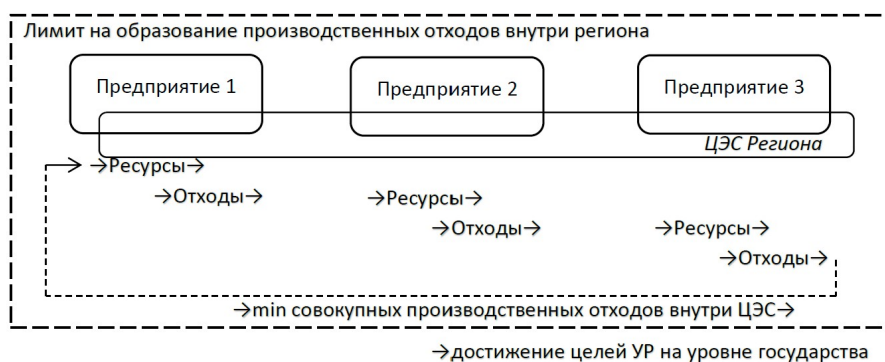 Лимит на образование производственных отходов внутри региона
Предприятие 1
Предприятие 2
Предприятие 3
ЦЭС Региона
→Ресурсы→
→Отходы→
→Ресурсы→
→Отходы→
→Ресурсы→
→Отходы→
→min совокупных производственных отходов внутри ЦЭС→
→достижение целей УР на уровне государства